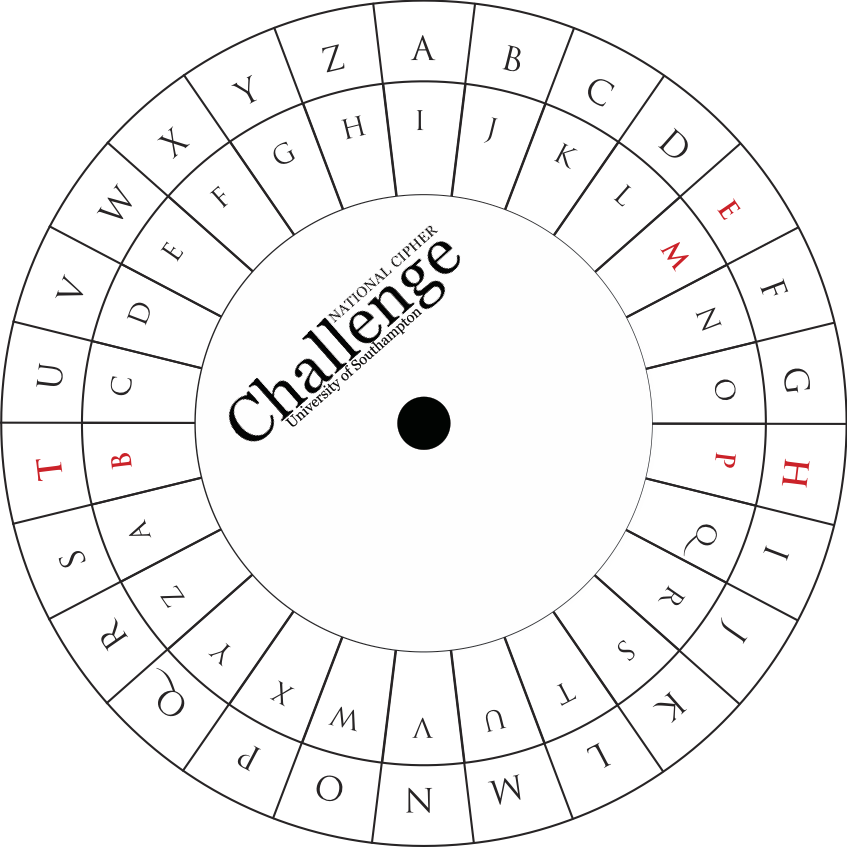 A B C D E F G H I J K L M N O P Q R S T U V W X Y Z
I J K L M N O P Q R S T U V W X Y Z A B C D E F G H
NATIONAL CIPHER
Challenge
University of Southampton